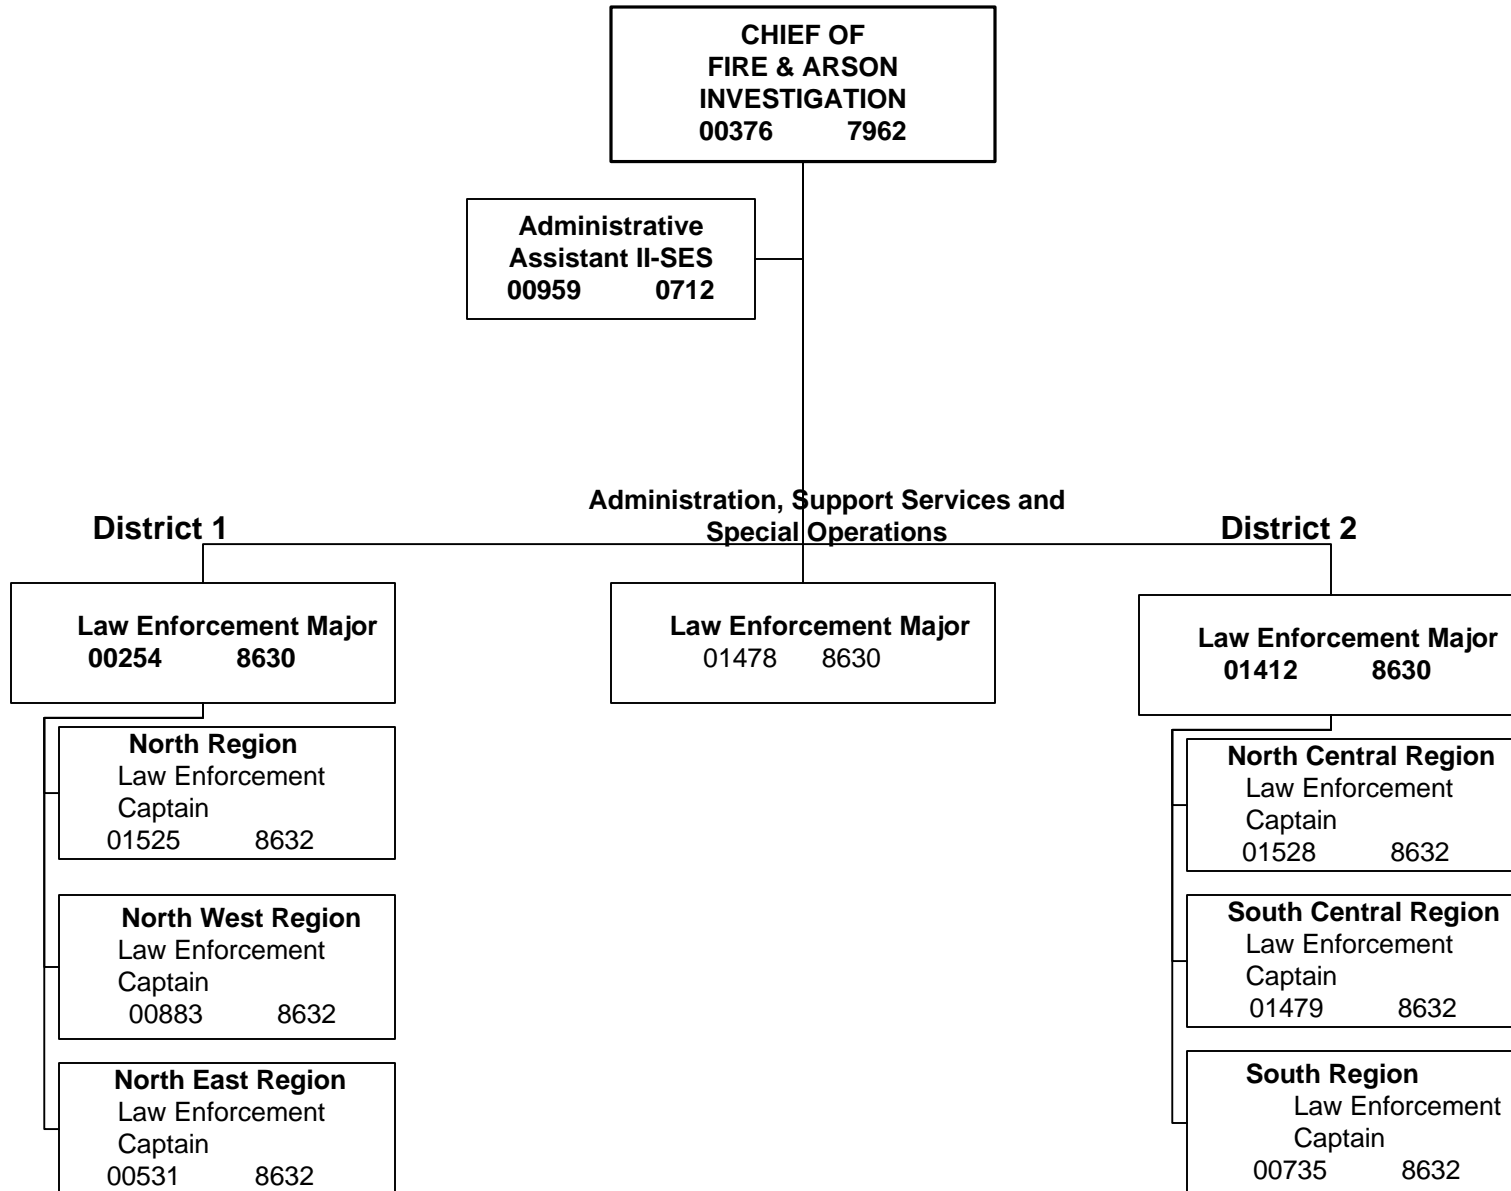 CHIEF OF
FIRE & ARSON
INVESTIGATION
00376 7962
Administrative
Assistant II-SES
00959 0712
Administration, Support Services and
Special Operations
District 1
District 2
Law Enforcement Major
00254 8630
Law Enforcement Major
01478 8630
Law Enforcement Major
01412 8630
North Region
Law Enforcement
Captain
01525 8632
North West Region
Law Enforcement
Captain
00883 8632
North East Region
Law Enforcement
Captain
00531 8632
North Central Region
Law Enforcement
Captain
01528 8632
South Central Region
Law Enforcement
Captain
01479 8632
South Region
Law Enforcement
Captain
00735 8632